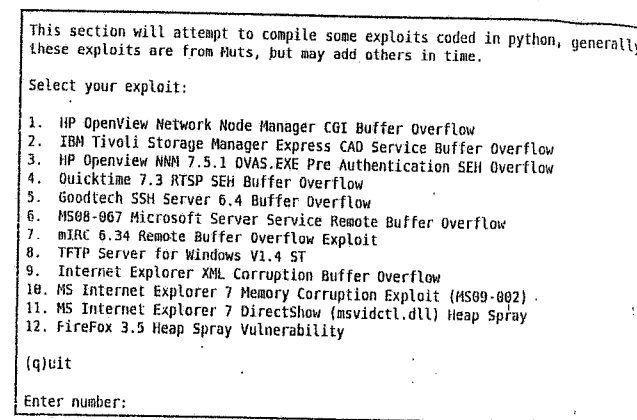 This section will attempt to compile some exploits coded in python, generally
these exploits are from Muts, but may add others in time.
Select your exploit:
1. HP OpenView Network Node Manager CGI Buffer Overflow
2. IBM Tivoli Storage Manager Express CAD Service Buffer Overflow
3. HP Openview NNM 7.5.1 OVAS.EXE Pre Authentication SEH Overflow
4. Quicktime 7.3 RTSP SEH Buffer Overflow
5. Goodtech SSH Server 6.4 Buffer Overflow
6. MS08-067 Microsoft Server Service Remote Buffer Overflow
7. mIRC 6.34 Remote Buffer Overflow Exploit
8. TFTP Server for Windows V1.4 ST
9. Internet Explorer XML Corruption Buffer Overflow
10. MS Internet Explorer 7 Memory Corruption Exploit (MS09-002)
11. MS Internet Explorer 7 DirectShow (msvidctl.dll) Heap Spray
12. FireFox 3.5 Heap Spray Vulnerability
(q)uit
Enter number: